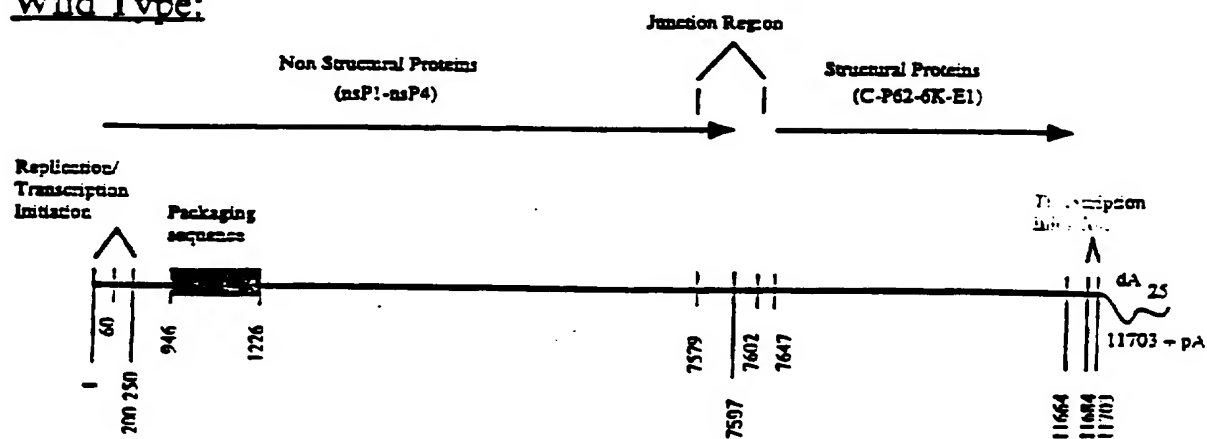 Wild Type:
Junction Region
Non Structural Proteins
(nsP1-nsP4)
Structural Proteins
(C-P62-6K-E1)
Replication/
Transcription
Initiation
Packaging
sequence
dA 25
60
946
1226
7579
7602
7647
11703 + pA
1
200 250
7597
11664
11684
11703